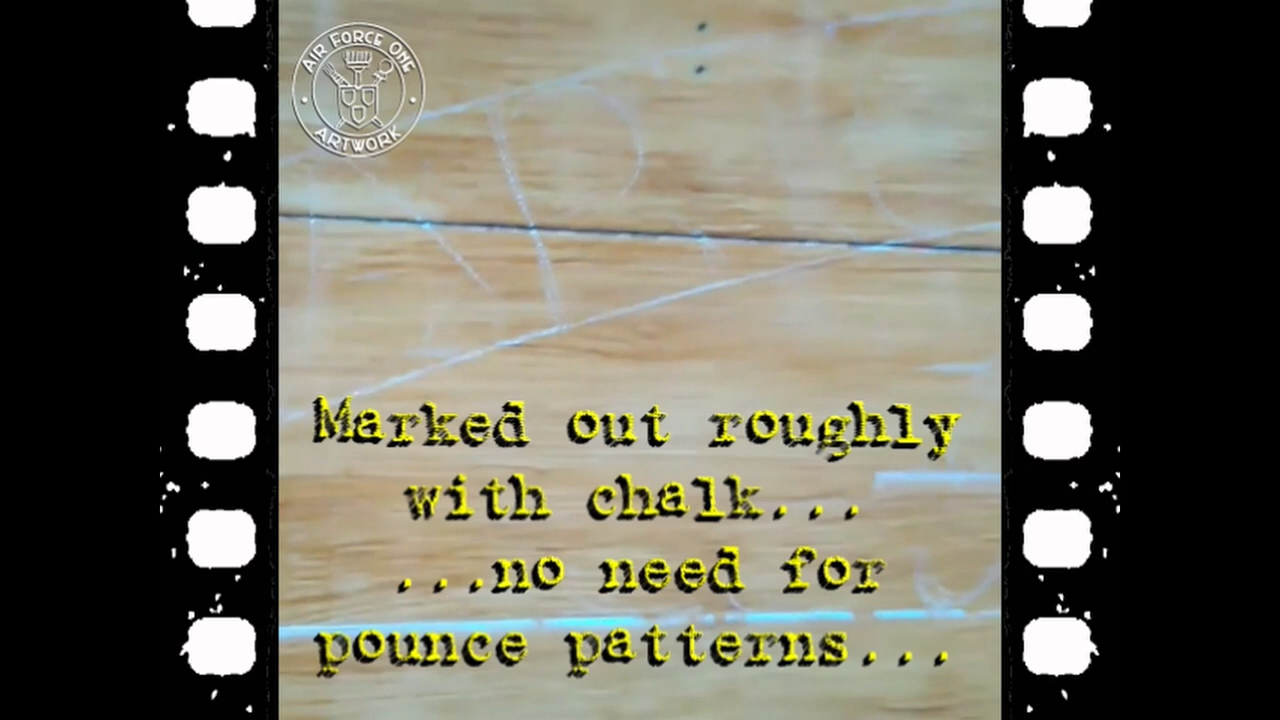 AIR FORCE ONE
ARTWORK
Marked out roughly
with chalk...
...no need for
pounce patterns...